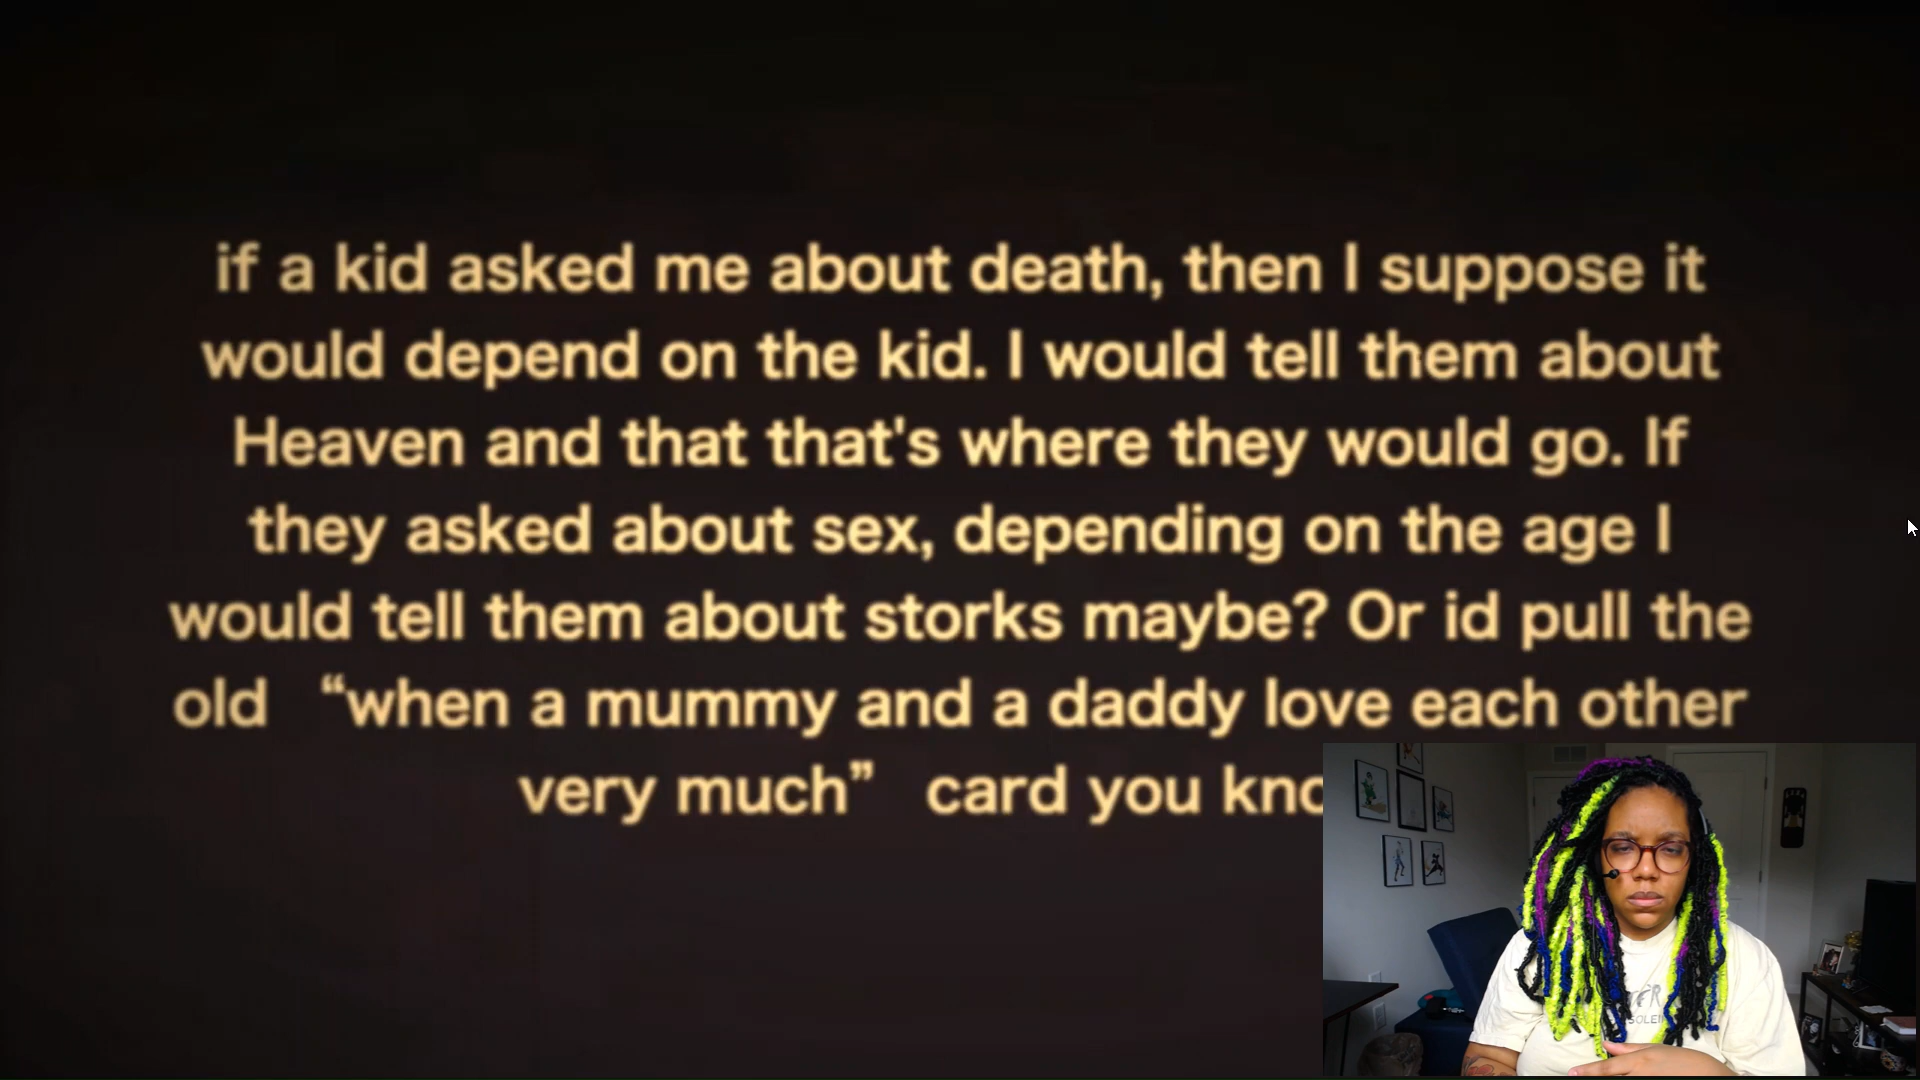 if a kid asked me about death, then I suppose it
would depend on the kid. I would tell them about
Heaven and that that's where they would go. If
they asked about sex, depending on the age I
would tell them about storks maybe? Or id pull the
old “when a mummy and a daddy love each other
very much” card you kno